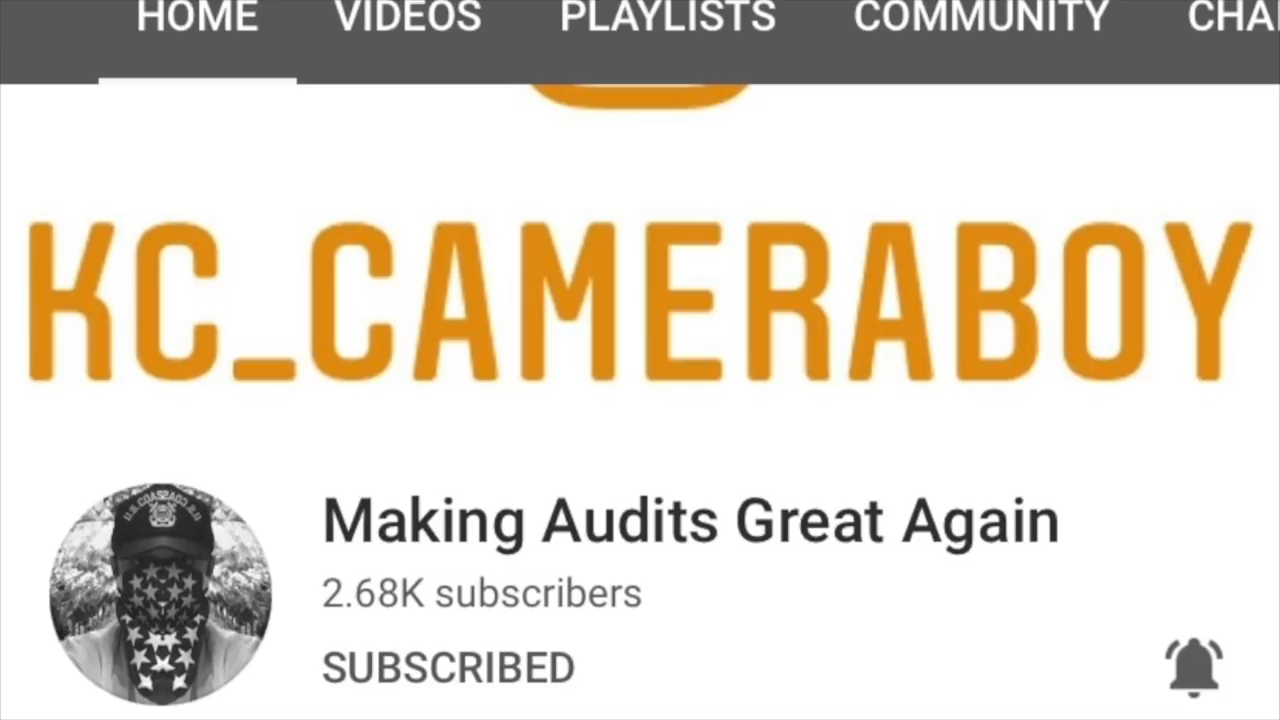 HOME VIDEOS PLAYLISTS COMMUNITY
KC_CAMERABOY
Making Audits Great Again
2.68K subscribers
SUBSCRIBED